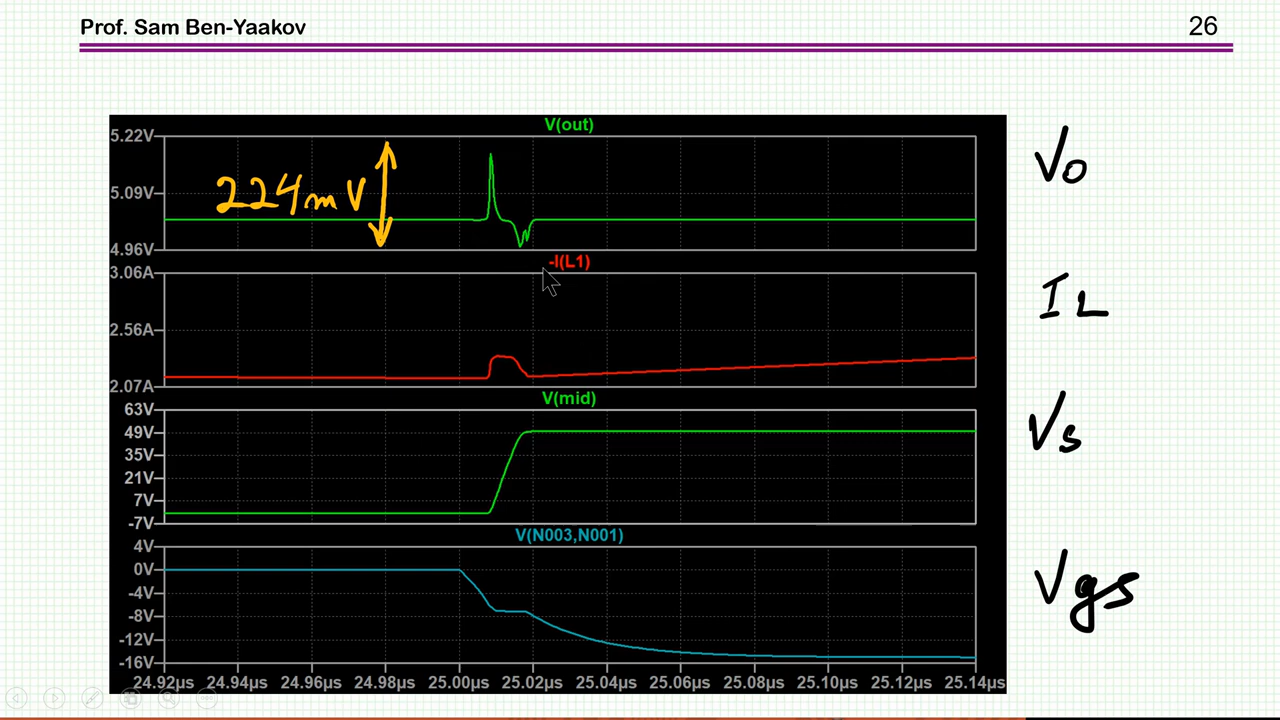 Prof. Sam Ben-Yaakov
26
V(out)
5.22V
5.09V
4.96V
224mV
Vo
-I(L1)
3.06A
2.56A
2.07A
IL
V(mid)
63V
49V
35V
21V
7V
-7V
Vs
V(N003,N001)
4V
0V
-4V
-8V
-12V
-16V
Vgs
24.92µs 24.94µs 24.96µs 24.98µs 25.00µs 25.02µs 25.04µs 25.06µs 25.08µs 25.10µs 25.12µs 25.14µs